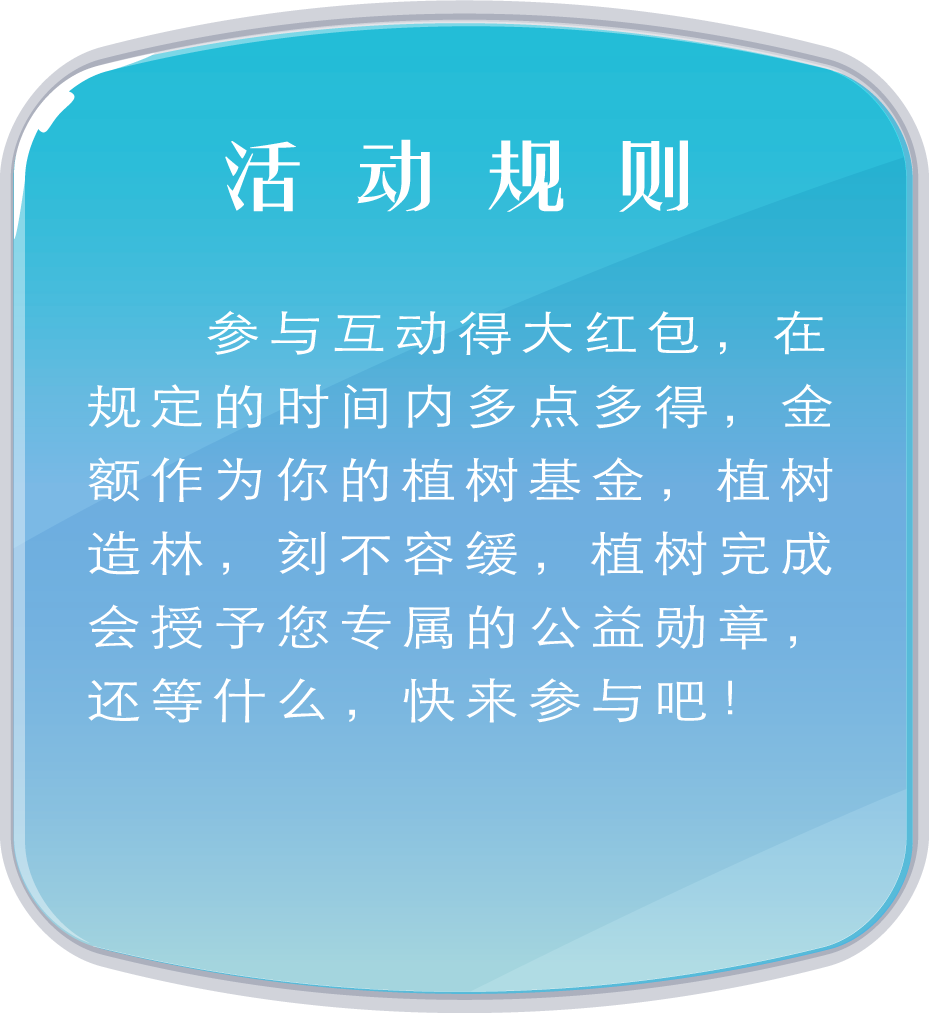 活动规则
参与互动得大红包，在
规定的时间内多点多得，金
额作为你的植树基金，植树
造林，刻不容缓，植树完成
会授予您专属的公益勋章，
还等什么，快来参与吧！